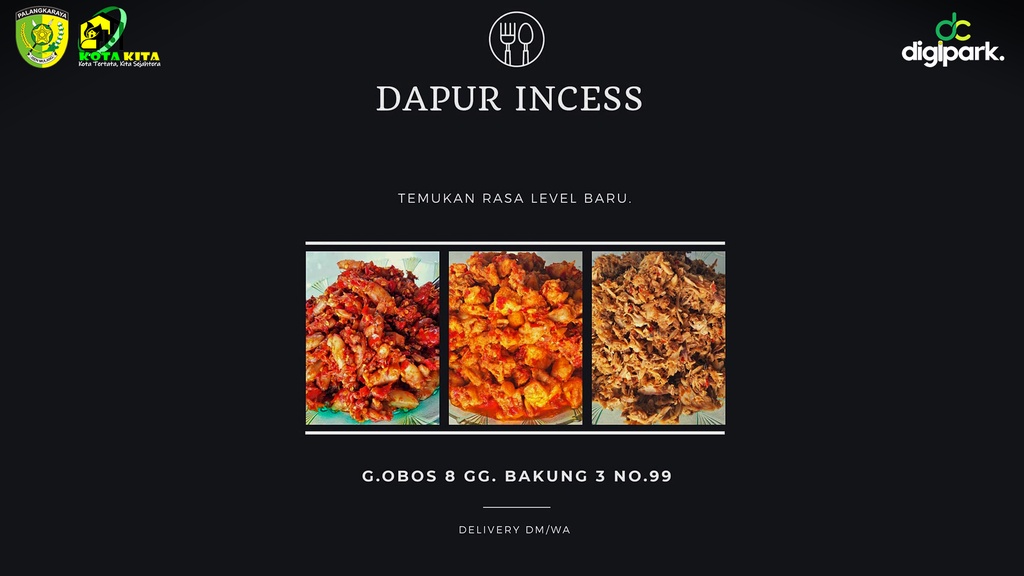 PALANGKARAYA
KOTA KITA
Kota Tertata, Kita Sejahtera
dc
digipark.
DAPUR INCESS
TEMUKAN RASA LEVEL BARU.
G.OBOS 8 GG. BAKUNG 3 NO.99
DELIVERY DM/WA